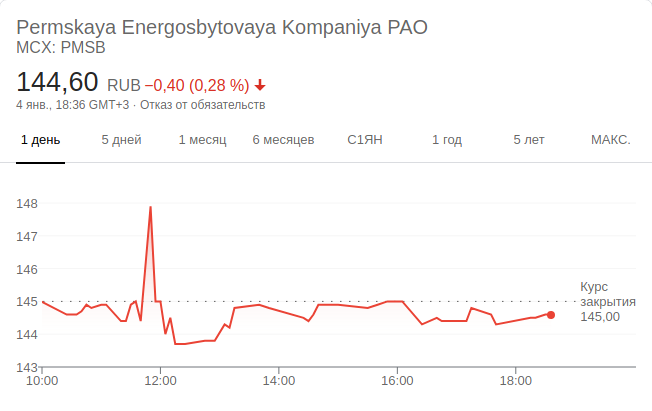 Permskaya Energosbytovaya Kompaniya PAO
MCX: PMSB
144,60 RUB −0,40 (0,28 %)
4 янв., 18:36 GMT+3 · Отказ от обязательств
1 день 5 дней 1 месяц 6 месяцев С1ЯН 1 год 5 лет МАКС.
148
147
146
145
144
143
Курс
закрытия
145,00
10:00 12:00 14:00 16:00 18:00